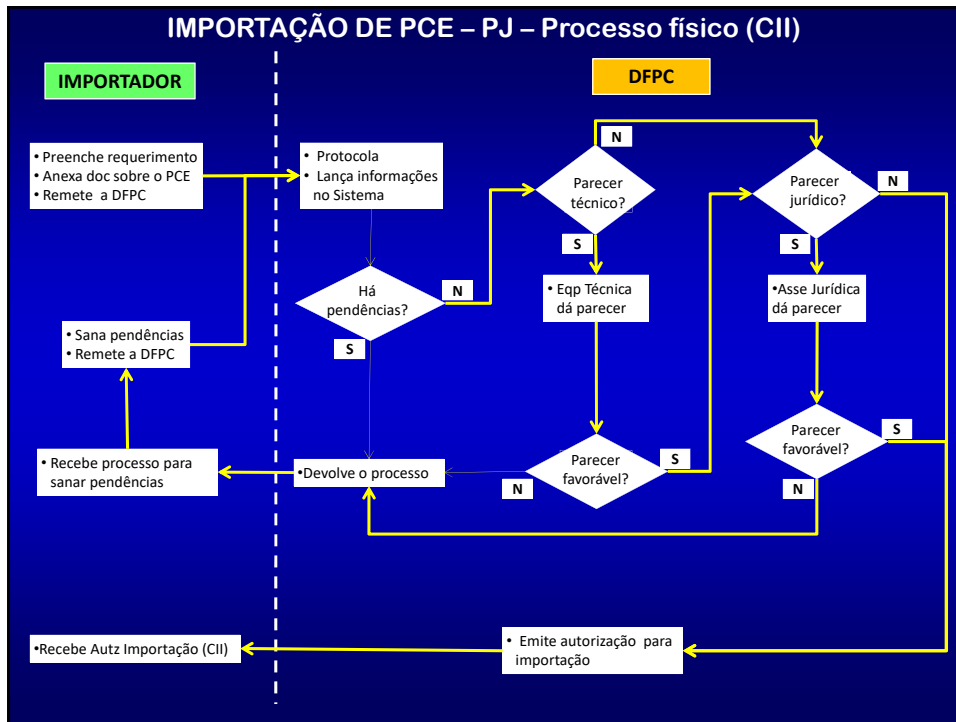 IMPORTAÇÃO DE PCE – PJ – Processo físico (CII)
IMPORTADOR
DFPC
• Preenche requerimento
• Anexa doc sobre o PCE
• Remete a DFPC
• Protocola
• Lança informações
no Sistema
N
Parecer
técnico?
S
Parecer
jurídico?
N
S
Há
pendências?
N
S
• Eqp Técnica
dá parecer
•Asse Jurídica
dá parecer
• Sana pendências
• Remete a DFPC
• Recebe processo para
sanar pendências
•Devolve o processo
Parecer
favorável?
S
N
Parecer
favorável?
S
N
•Recebe Autz Importação (CII)
• Emite autorização para
importação